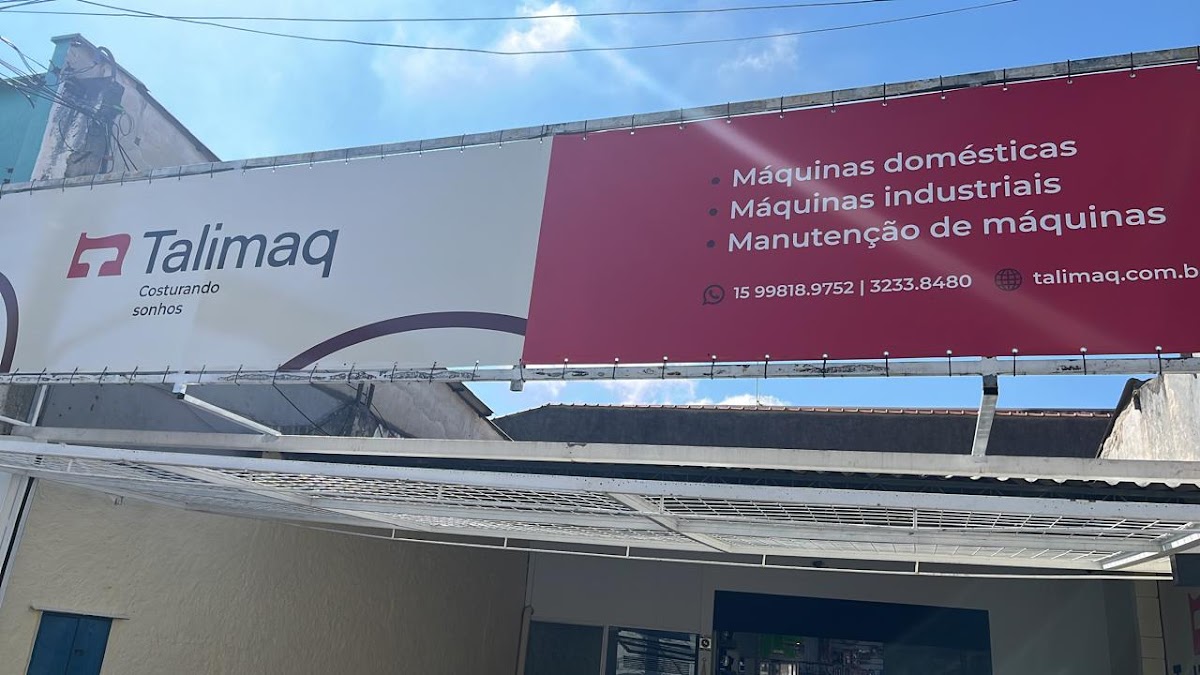 Talimaq
Costurando
sonhos
• Máquinas domésticas
• Máquinas industriais
• Manutenção de máquinas
15 99818.9752 | 3233.8480
talimaq.com.b